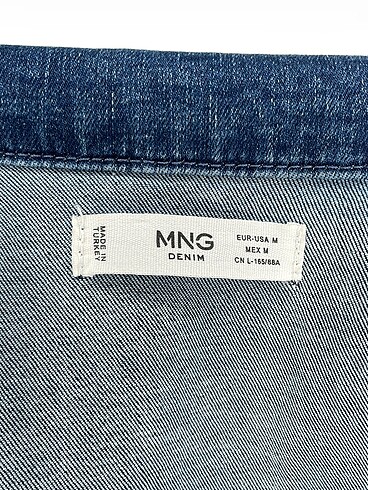 MADE IN
TURKEY
MNG
DENIM
EUR-USA M
MEX M
CN L-165/88A